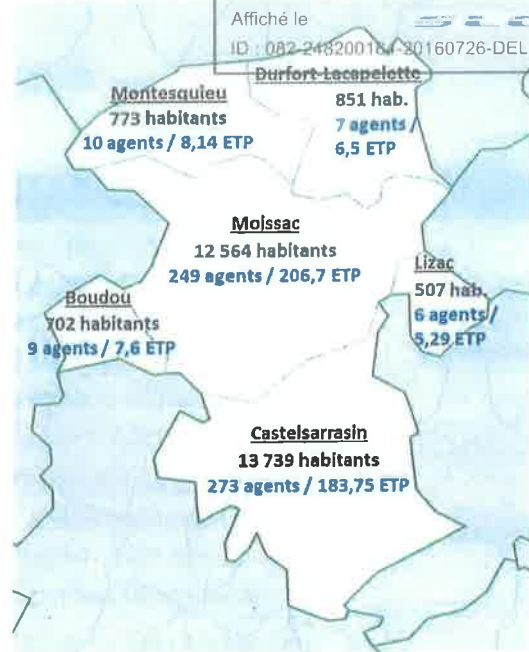 Affiché le
ID : 082-248200164-20160726-DEL
Durfort-Lacapelette
851 hab.
7 agents /
6,5 ETP
Montesquieu
773 habitants
10 agents / 8,14 ETP
Moissac
12 564 habitants
249 agents / 206,7 ETP
Lizac
507 hab.
6 agents /
5,29 ETP
Boudou
702 habitants
9 agents / 7,6 ETP
Castelsarrasin
13 739 habitants
273 agents / 183,75 ETP